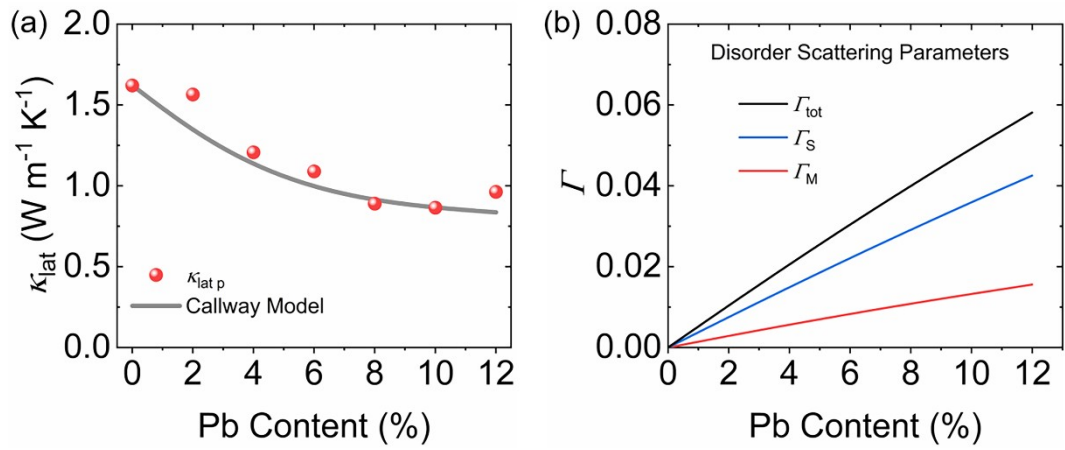 (a)
2.0
1.5
1.0
0.5
0.0
κlat (W m⁻¹ K⁻¹)
κlat p
Callway Model
0 2 4 6 8 10 12
Pb Content (%)
(b)
0.08
0.06
0.04
0.02
0.00
Γ
Disorder Scattering Parameters
Γtot
ΓS
ΓM
0 2 4 6 8 10 12
Pb Content (%)